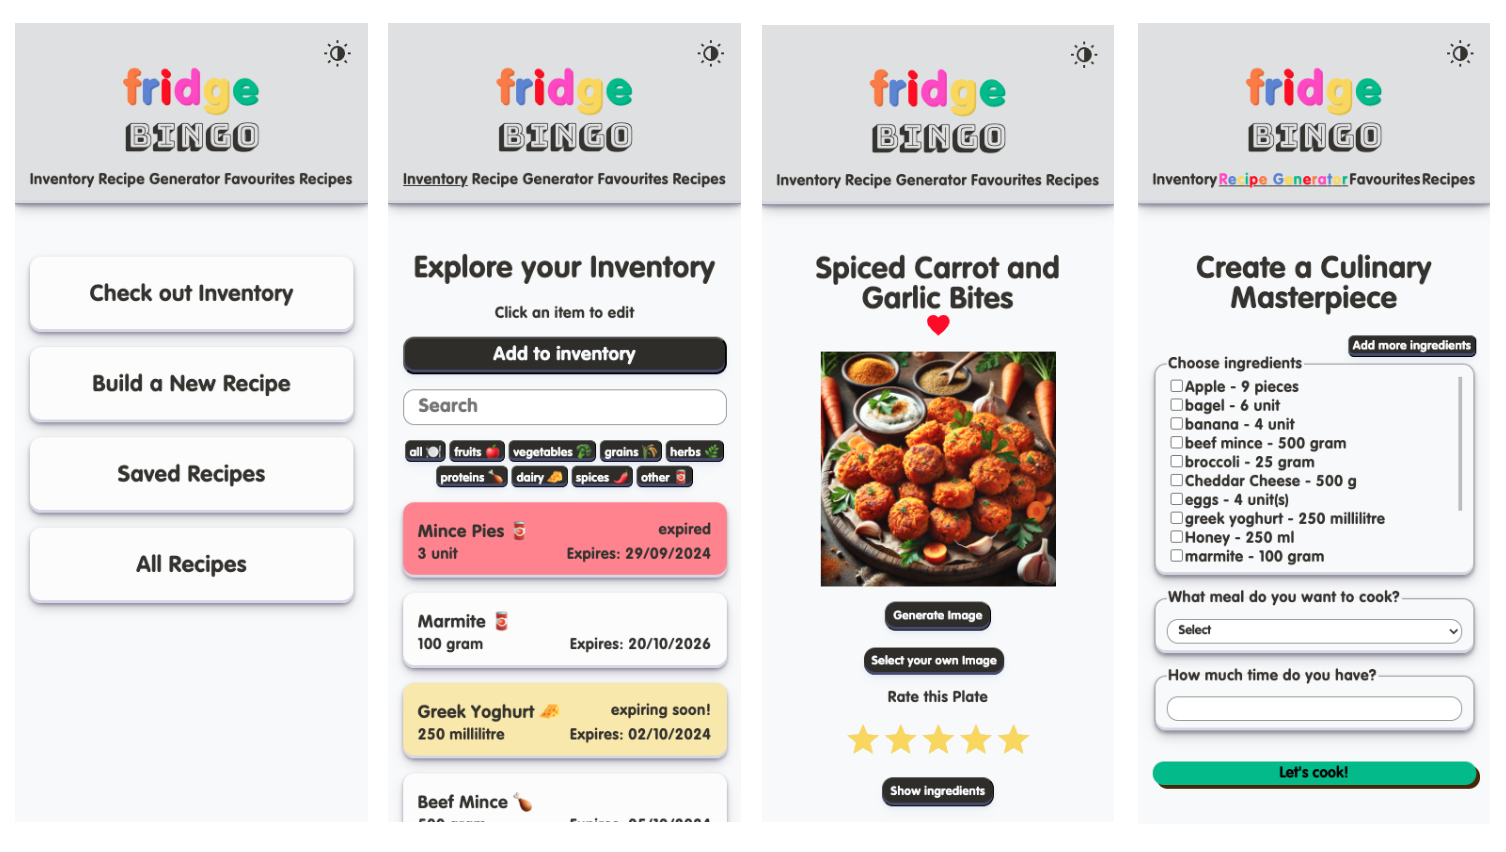 fridge
BINGO
Inventory Recipe Generator Favourites Recipes
Check out Inventory
Build a New Recipe
Saved Recipes
All Recipes
fridge
BINGO
Inventory Recipe Generator Favourites Recipes
Explore your Inventory
Click an item to edit
Add to inventory
Search
all fruits vegetables grains herbs
proteins dairy spices other
Mince Pies expired
3 unit Expires: 29/09/2024
Marmite
100 gram Expires: 20/10/2026
Greek Yoghurt expiring soon!
250 millilitre Expires: 02/10/2024
Beef Mince
fridge
BINGO
Inventory Recipe Generator Favourites Recipes
Spiced Carrot and
Garlic Bites
Generate Image
Select your own Image
Rate this Plate
Show ingredients
fridge
BINGO
Inventory Recipe Generator Favourites Recipes
Create a Culinary
Masterpiece
Add more ingredients
Choose ingredients
Apple - 9 pieces
bagel - 6 unit
banana - 4 unit
beef mince - 500 gram
broccoli - 25 gram
Cheddar Cheese - 500 g
eggs - 4 unit(s)
greek yoghurt - 250 millilitre
Honey - 250 ml
marmite - 100 gram
What meal do you want to cook?
Select
How much time do you have?
Let's cook!